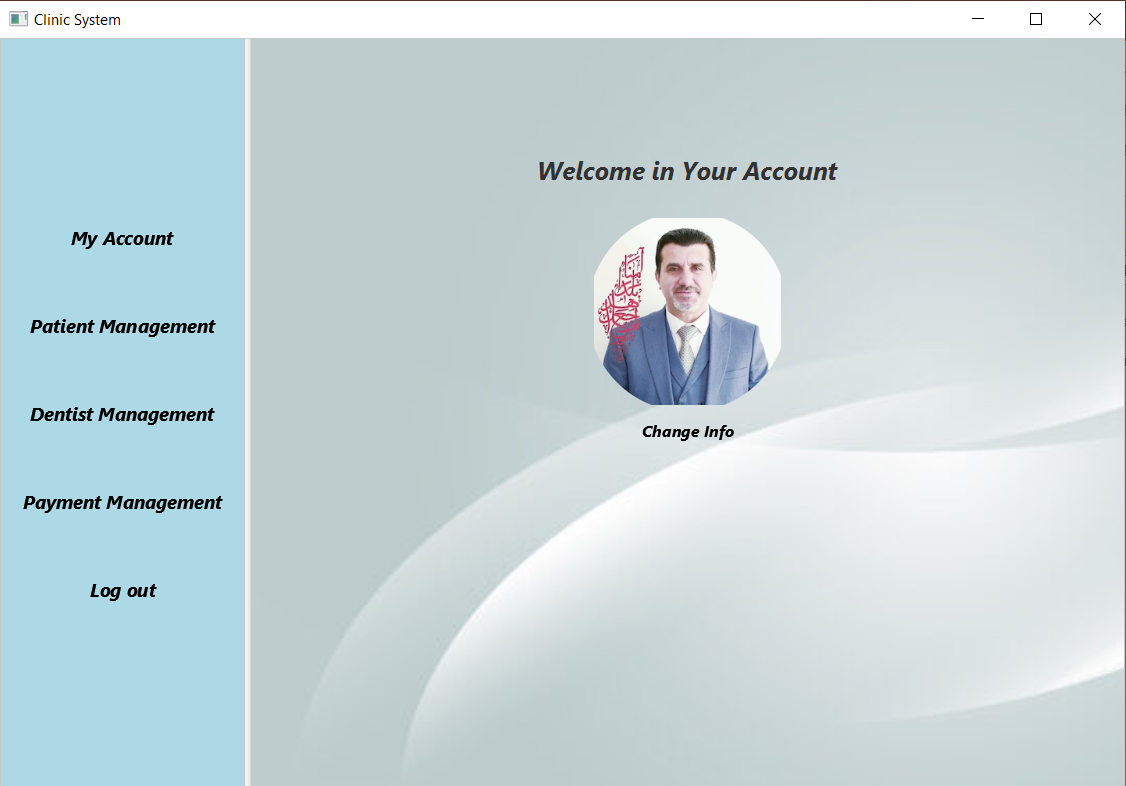 Clinic System
Welcome in Your Account
My Account
Patient Management
Dentist Management
Payment Management
Log out
Change Info